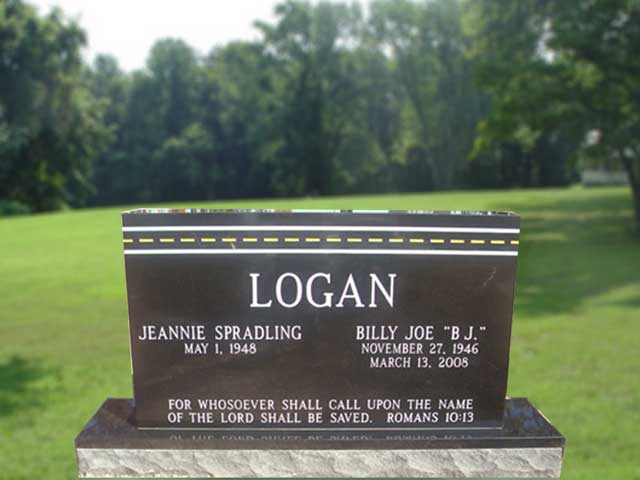 LOGAN
JEANNIE SPRADLING
MAY 1, 1948
BILLY JOE "B.J."
NOVEMBER 27, 1946
MARCH 13, 2008
FOR WHOSOEVER SHALL CALL UPON THE NAME
OF THE LORD SHALL BE SAVED. ROMANS 10:13